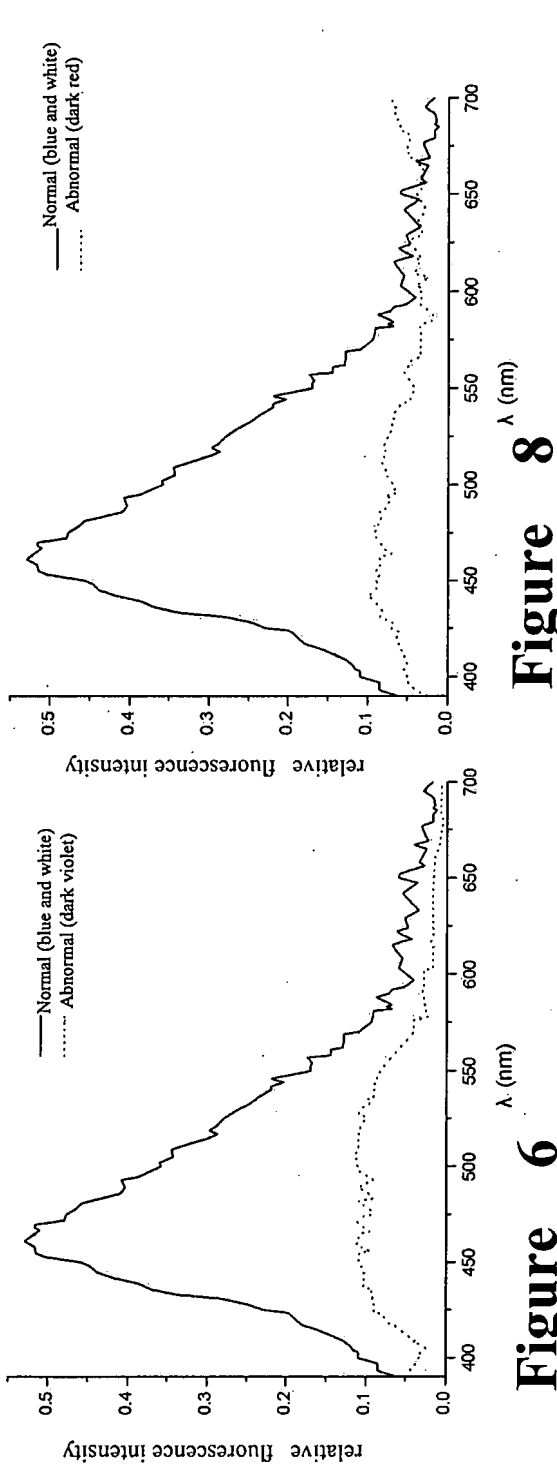 relative fluorescence intensity
0.5
0.4
0.3
0.2
0.1
0.0
400
450
500
550
600
650
700
λ (nm)
Normal (blue and white)
Abnormal (dark violet)
Figure 6
relative fluorescence intensity
0.5
0.4
0.3
0.2
0.1
0.0
400
450
500
550
600
650
700
λ (nm)
Normal (blue and white)
Abnormal (dark red)
Figure 8